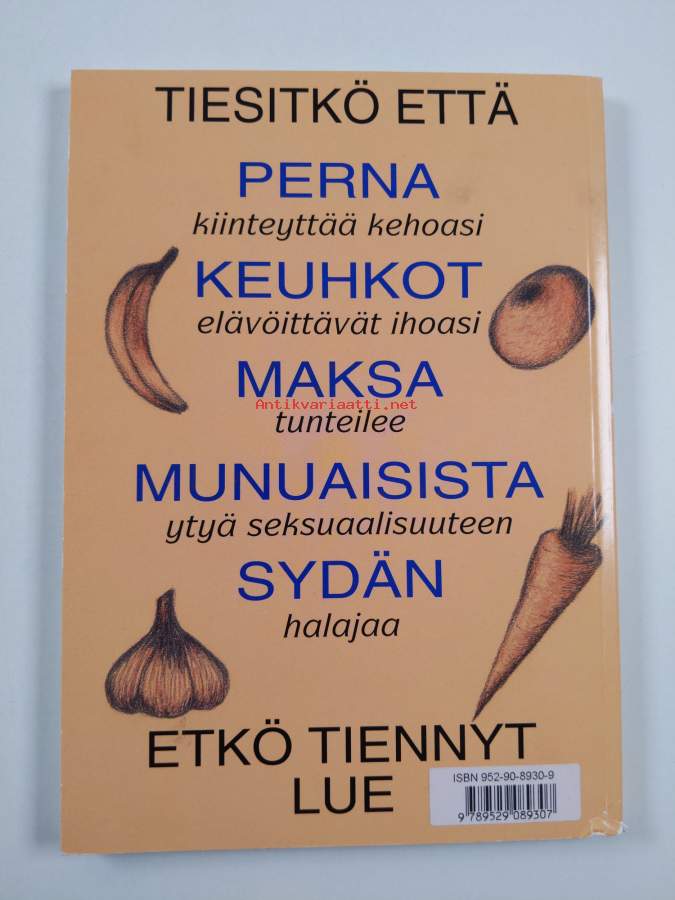 TIESITKÖ ETTÄ
PERNA
kiinteyttää kehoasi
KEUHKOT
elävöittävät ihoasi
MAKSA
Antikvariaatti.net
tunteilee
MUNUAISISTA
ytyä seksuaalisuuteen
SYDÄN
halajaa
ETKÖ TIENNYT
LUE
ISBN 952-90-8930-9
9 789529 089307